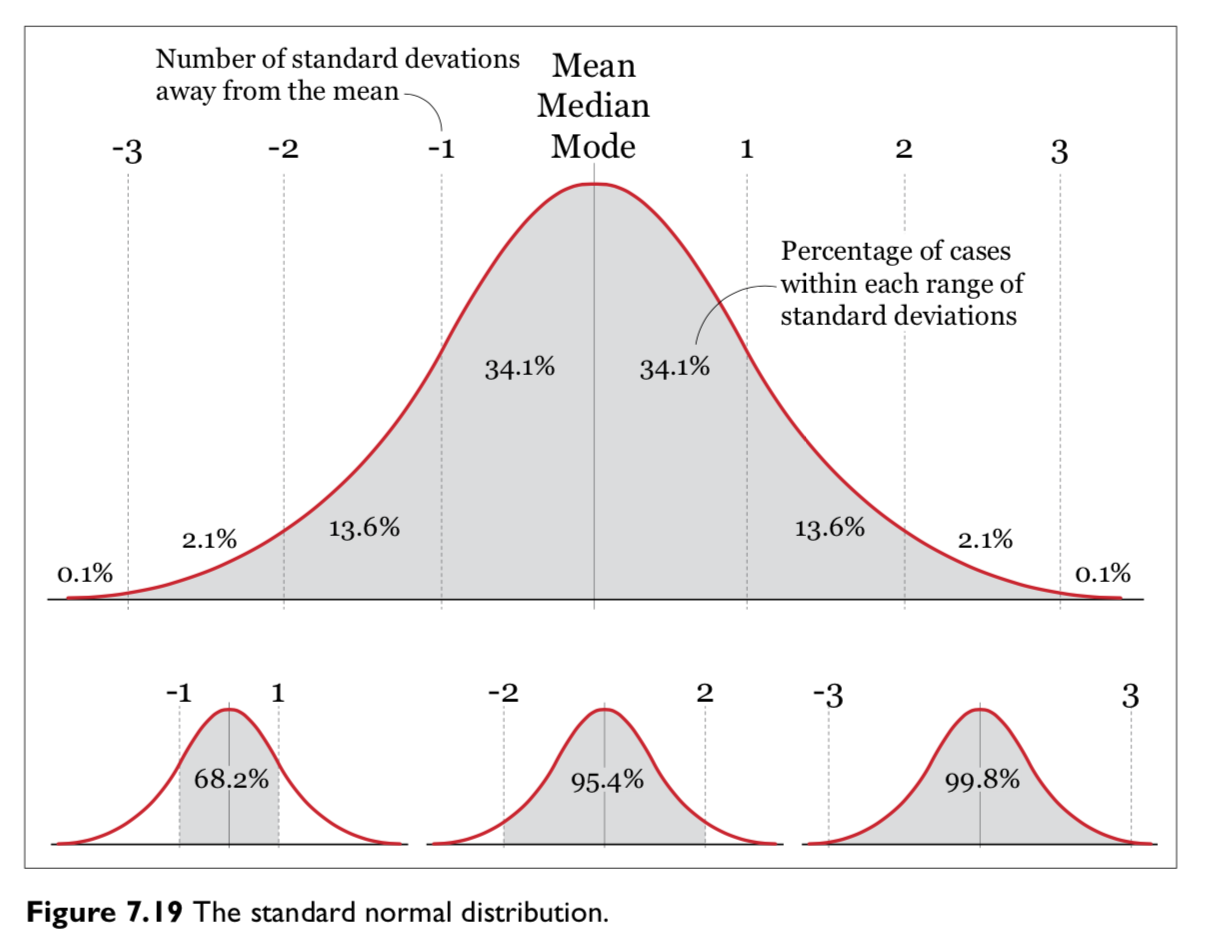 Number of standard devations
away from the mean
Mean
Median
Mode
-3 -2 -1 1 2 3
Percentage of cases
within each range of
standard deviations
34.1% 34.1%
2.1% 13.6% 13.6% 2.1%
0.1% 0.1%
-1 1 -2 2 -3 3
68.2% 95.4% 99.8%
Figure 7.19 The standard normal distribution.